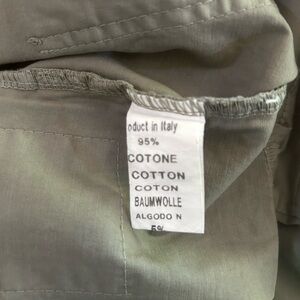 oduct in Italy
95%
COTONE
COTTON
COTON
BAUMWOLLE
ALGODO N
5%